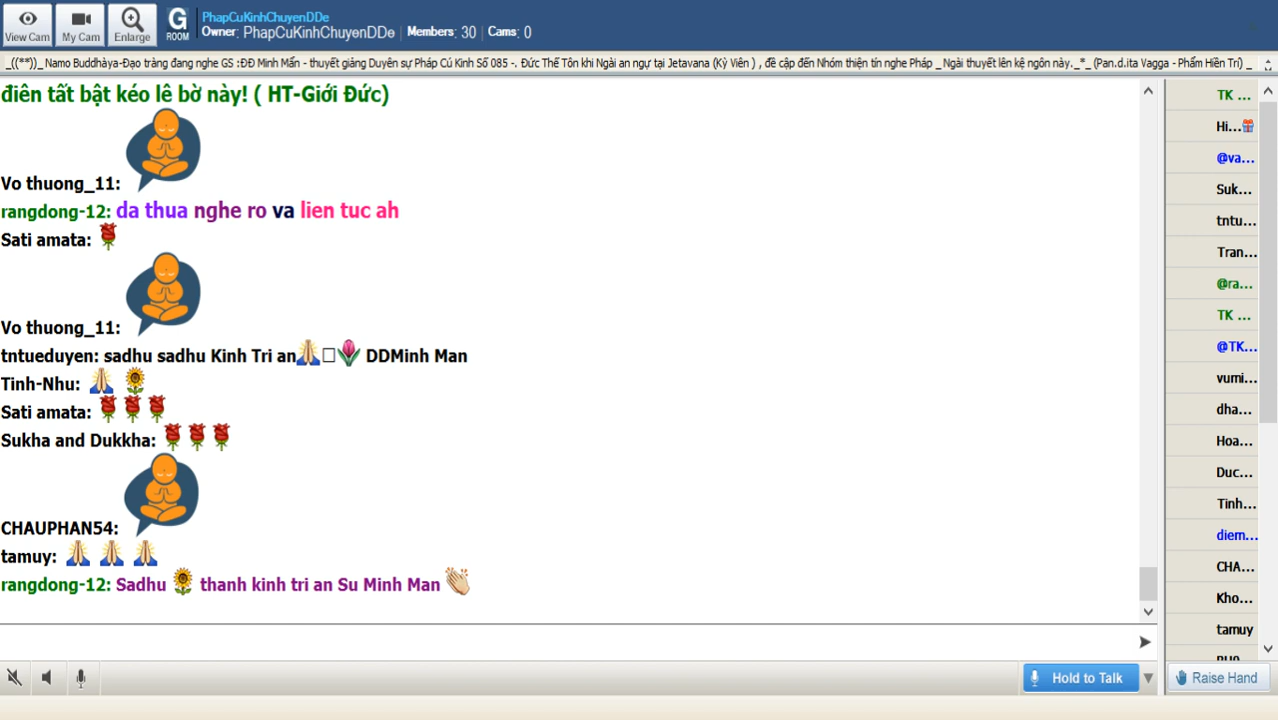 View Cam
My Cam
Enlarge
G
ROOM
PhapCuKinhChuyenDDe
Owner: PhapCuKinhChuyenDDe Members: 30 Cams: 0
_((**))_ Namo Buddhàya-Đạo tràng đang nghe GS :ĐĐ Minh Mẫn - thuyết giảng Duyên sự Pháp Cú Kinh Số 085 -. Đức Thế Tôn khi Ngài an ngự tại Jetavana (Kỳ Viên ) , đề cập đến Nhóm thiện tín nghe Pháp _ Ngài thuyết lên kệ ngôn này._*_ (Pan.d.ita Vagga - Phẩm Hiền Trí) _
điên tất bật kéo lê bờ này! ( HT-Giới Đức)
Vo thuong_11:
rangdong-12: da thua nghe ro va lien tuc ah
Sati amata:
Vo thuong_11:
tntueduyen: sadhu sadhu Kinh Tri an DDMinh Man
Tinh-Nhu:
Sati amata:
Sukha and Dukkha:
CHAUPHAN54:
tamuy:
rangdong-12: Sadhu thanh kinh tri an Su Minh Man
TK ...
Hi...
@va...
Suk...
tntu...
Tran...
@ra...
TK ...
@TK...
vumi...
dha...
Hoa...
Duc...
Tinh...
diem...
CHA...
Kho...
tamuy
Hold to Talk
Raise Hand